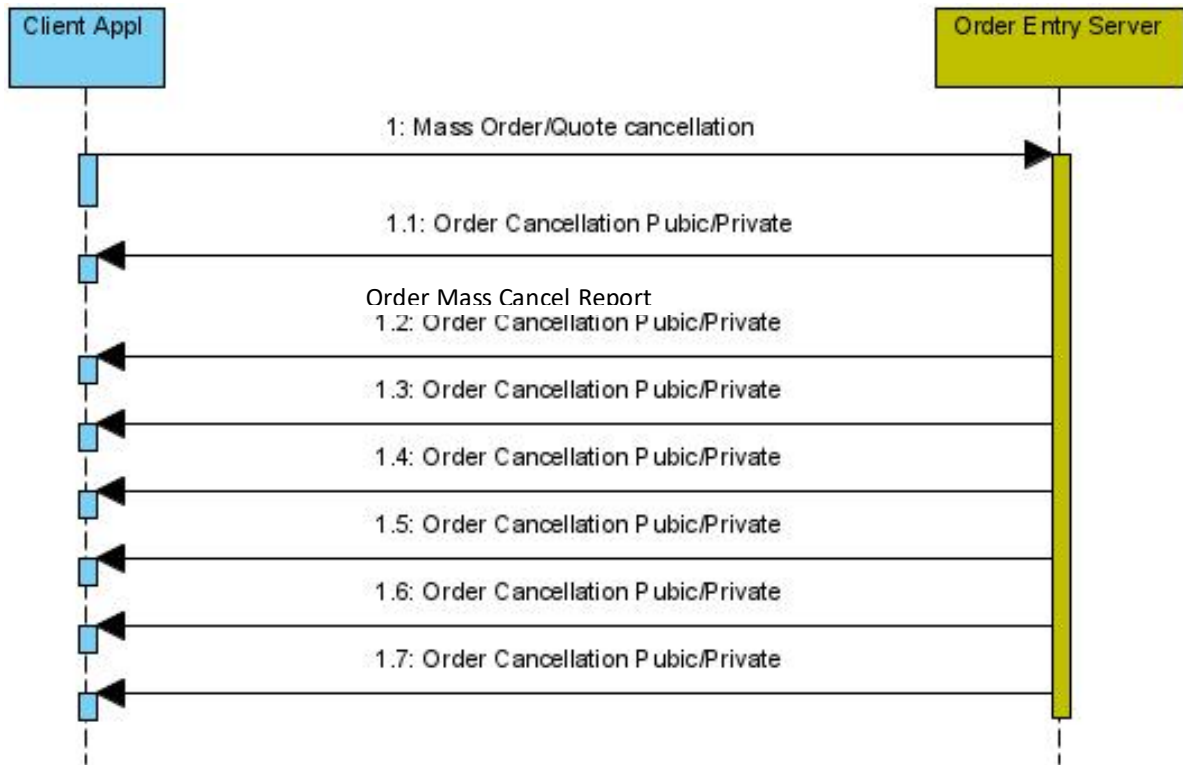 Client Appl
Order Entry Server
1: Mass Order/Quote cancellation
1.1: Order Cancellation Pubic/Private
Order Mass Cancel Report
1.2: Order Cancellation Pubic/Private
1.3: Order Cancellation Pubic/Private
1.4: Order Cancellation Pubic/Private
1.5: Order Cancellation Pubic/Private
1.6: Order Cancellation Pubic/Private
1.7: Order Cancellation Pubic/Private